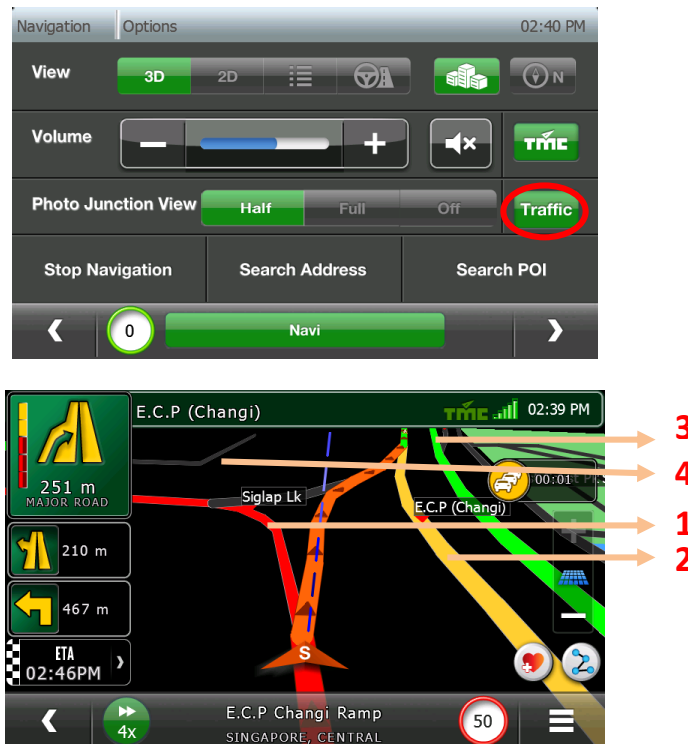 Navigation Options 02:40 PM
View 3D 2D N
Volume TMC
Photo Junction View Half Full Off Traffic
Stop Navigation Search Address Search POI
0 Navi
E.C.P (Changi) TMC 02:39 PM
3
4
251 m
MAJOR ROAD
Siglap Lk
00:01
E.C.P (Changi)
1
210 m
2
467 m
ETA
02:46PM
S
4x
E.C.P Changi Ramp
SINGAPORE, CENTRAL
50